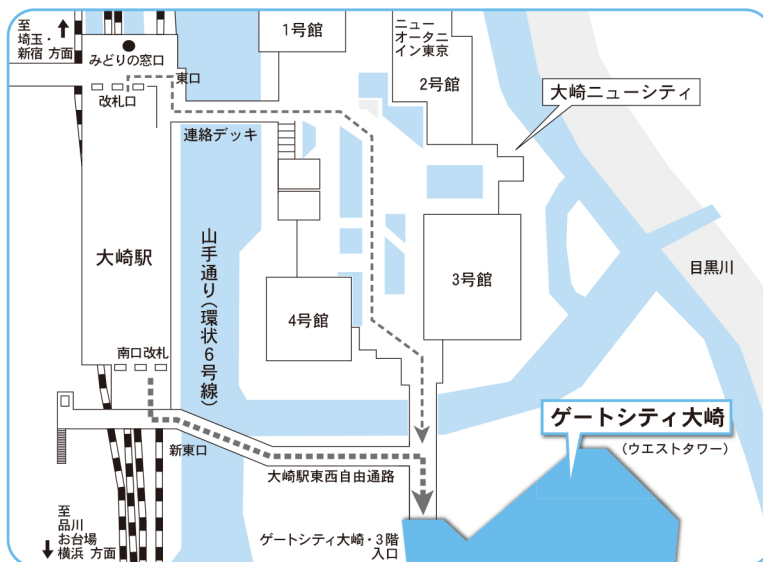 至
埼玉・
新宿 方面
みどりの窓口
改札口
東口
1号館
ニュー
オータニ
イン東京
2号館
大崎ニューシティ
連絡デッキ
大崎駅
山手通り(環状6号線)
3号館
4号館
目黒川
南口改札
新東口
大崎駅東西自由通路
ゲートシティ大崎
(ウエストタワー)
至
品川
お台場
横浜 方面
ゲートシティ大崎・3階
入口